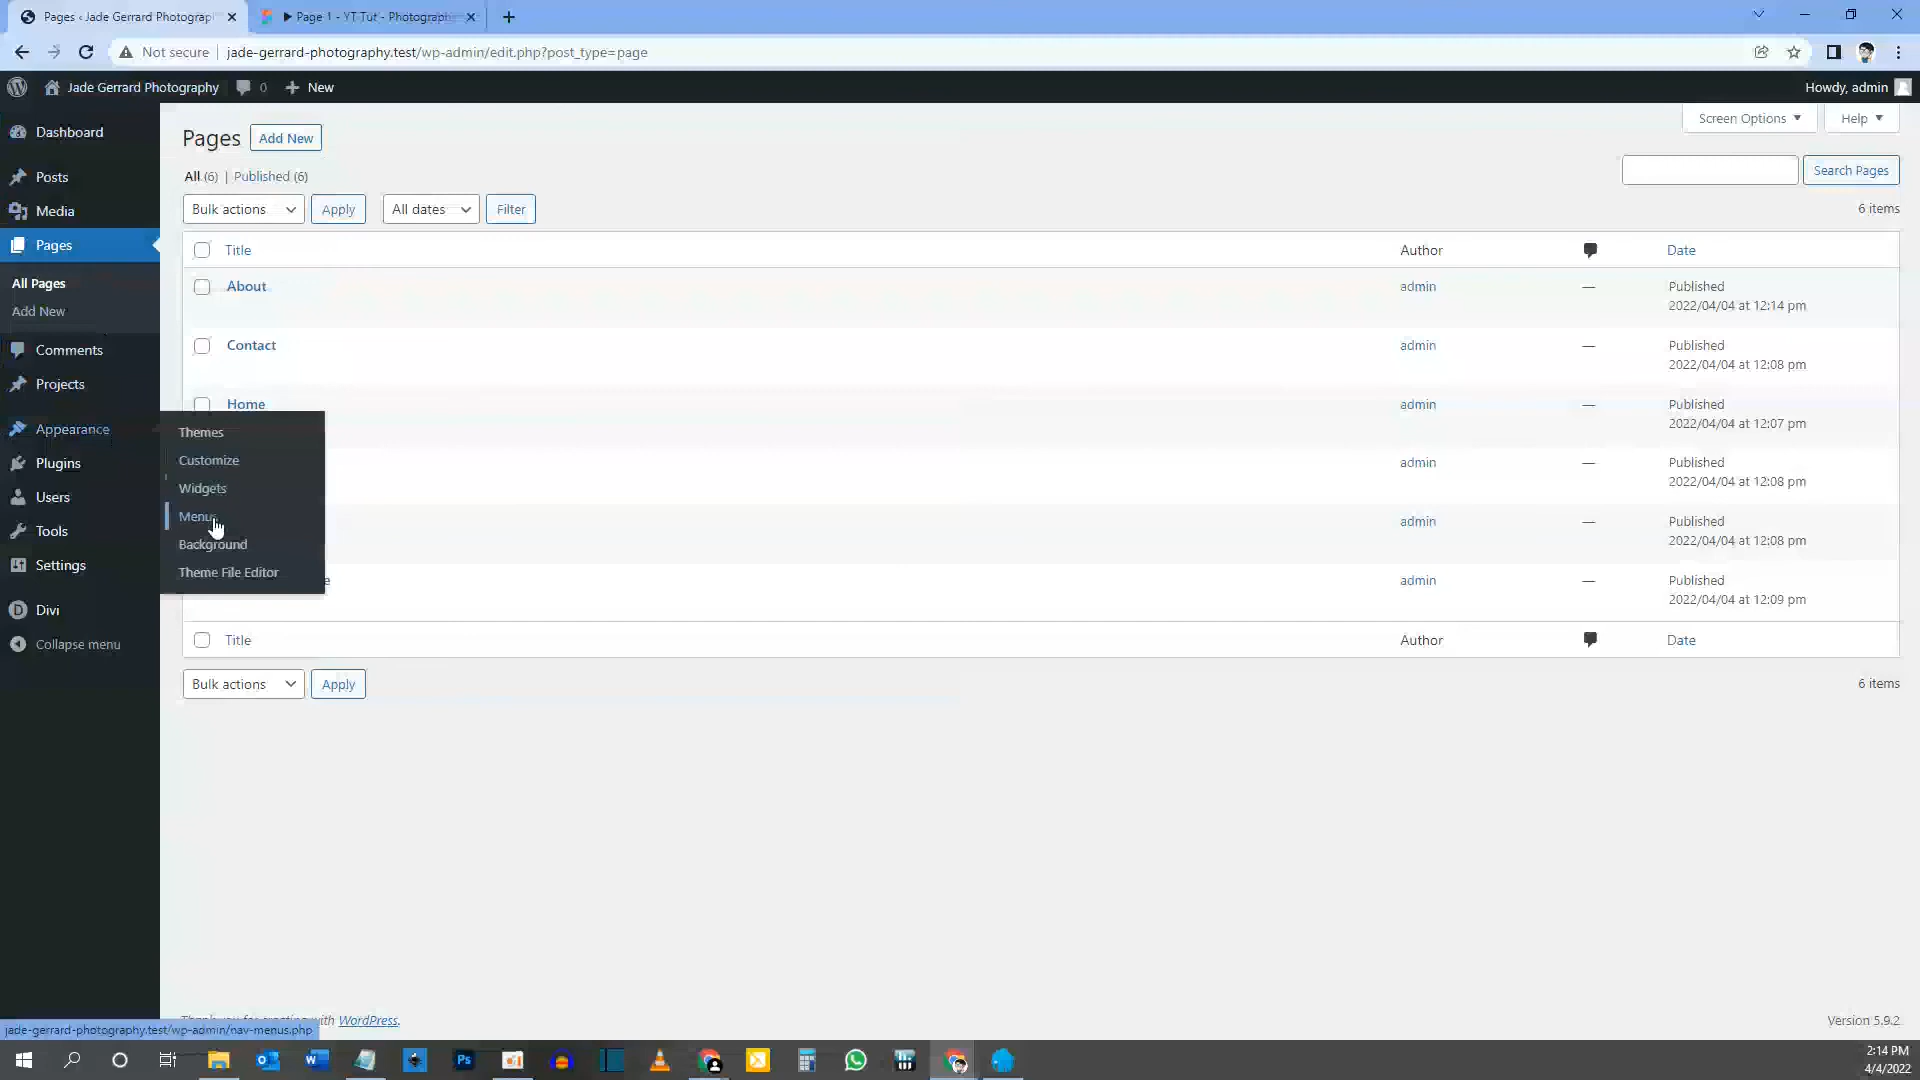 Pages ‹ Jade Gerrard Photograp
▶ Page 1 - YT Tut - Photograph
Not secure
jade-gerrard-photography.test/wp-admin/edit.php?post_type=page
Jade Gerrard Photography
0
New
Howdy, admin
Dashboard
Posts
Media
Pages
All Pages
Add New
Comments
Projects
Appearance
Plugins
Users
Tools
Settings
Divi
Collapse menu
Themes
Customize
Widgets
Menus
Background
Theme File Editor
Pages
Add New
Screen Options
Help
All (6) | Published (6)
Search Pages
Bulk actions
Apply
All dates
Filter
6 items
Title
Author
Date
About
admin
—
Published
2022/04/04 at 12:14 pm
Contact
admin
—
Published
2022/04/04 at 12:08 pm
Home
admin
—
Published
2022/04/04 at 12:07 pm
admin
—
Published
2022/04/04 at 12:08 pm
admin
—
Published
2022/04/04 at 12:08 pm
e
admin
—
Published
2022/04/04 at 12:09 pm
Title
Author
Date
Bulk actions
Apply
6 items
Thank you for creating with WordPress.
Version 5.9.2
jade-gerrard-photography.test/wp-admin/nav-menus.php
2:14 PM
4/4/2022